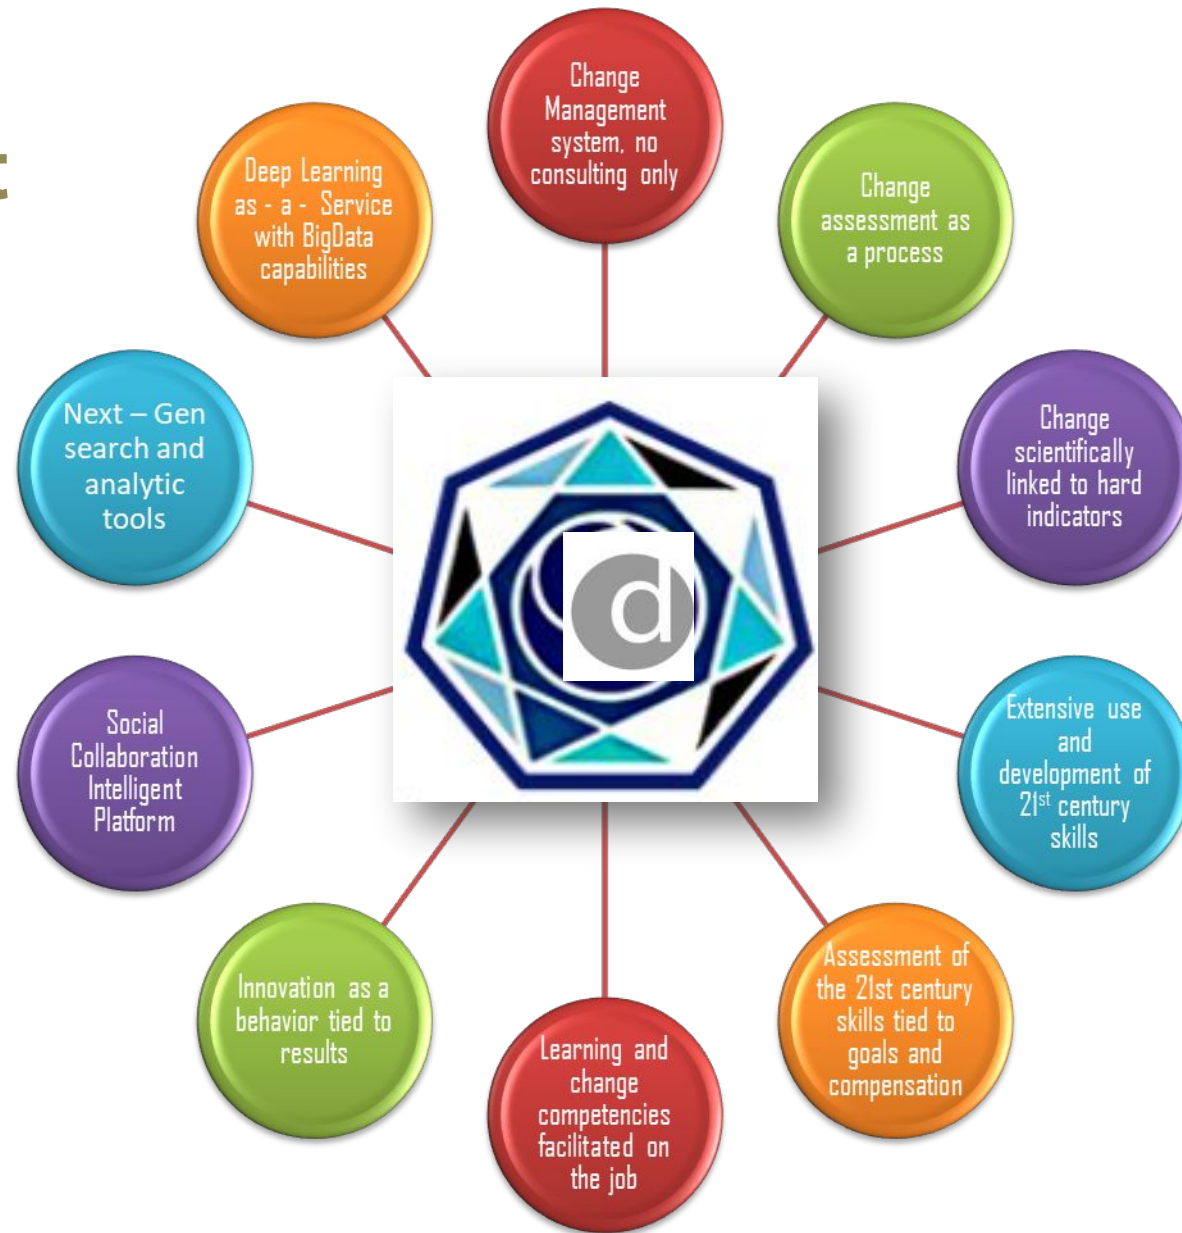 t
Change
Management
system, no
consulting only
Change
assessment as
a process
Change
scientifically
linked to hard
indicators
Extensive use
and
development of
21st century
skills
Assessment of
the 21st century
skills tied to
goals and
compensation
Learning and
change
competencies
facilitated on
the job
Innovation as a
behavior tied to
results
Social
Collaboration
Intelligent
Platform
Next – Gen
search and
analytic
tools
Deep Learning
as - a - Service
with BigData
capabilities
d